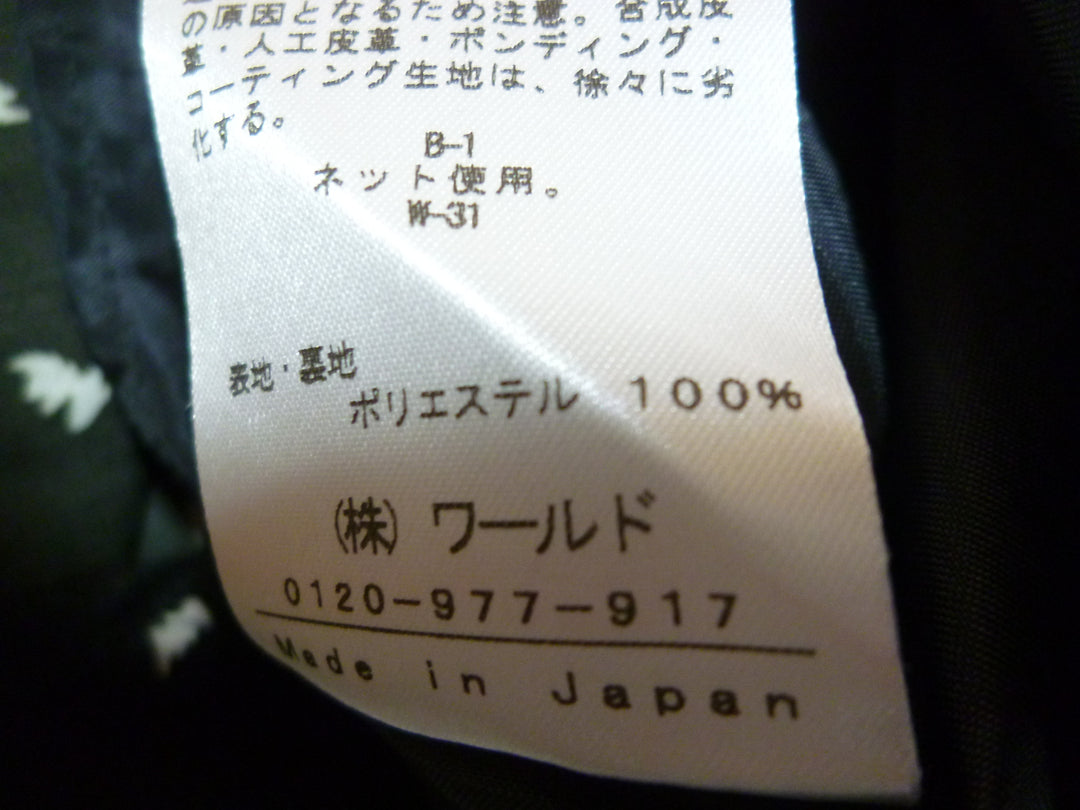 の原因となるため注意。合成皮
革・人工皮革・ボンディング・
コーティング生地は、徐々に劣
化する。
B-1
ネット使用。
W-31
表地・裏地
ポリエステル 100%
(株) ワールド
0120-977-917
Made in Japan